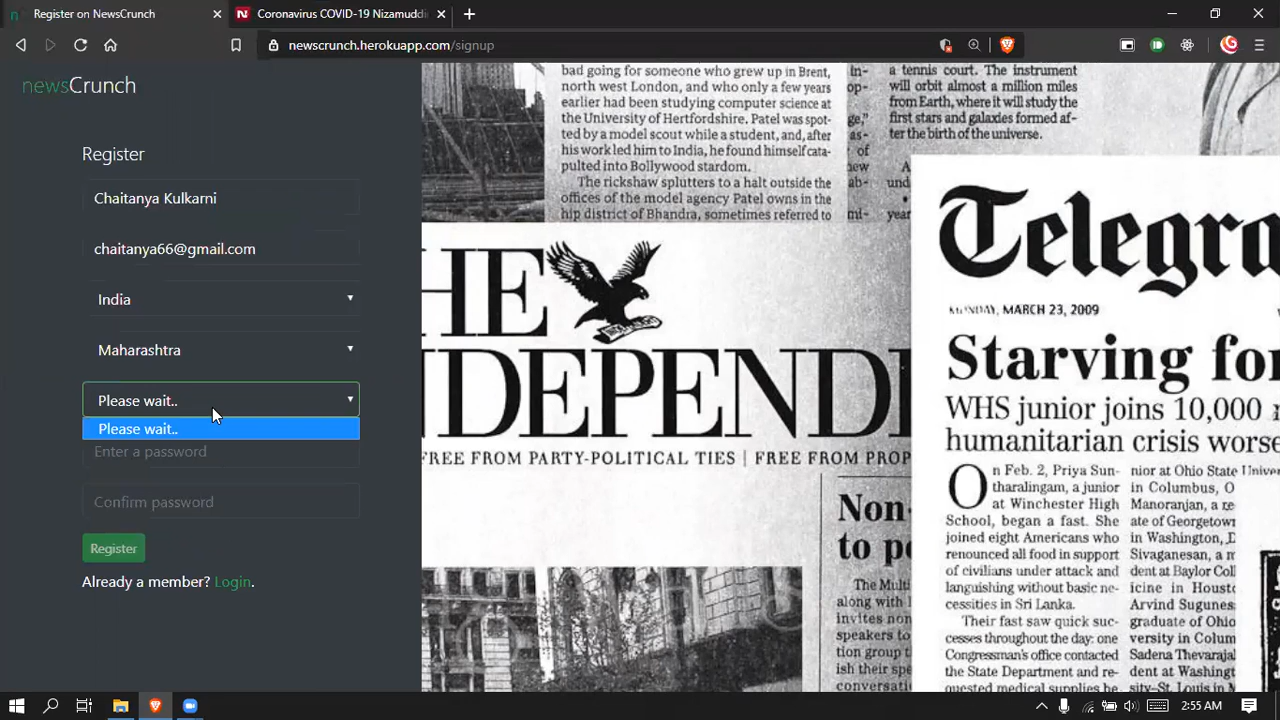 Register on NewsCrunch
Coronavirus COVID-19 Nizamuddi
newscrunch.herokuapp.com/signup
newsCrunch
Register
Chaitanya Kulkarni
chaitanya66@gmail.com
India
Maharashtra
Please wait..
Please wait..
Enter a password
Confirm password
Register
Already a member? Login.
bad going for someone who grew up in Brent,
north west London, and who only a few years
earlier had been studying computer science at
the University of Hertfordshire. Patel was spot-
ted by a model scout while a student, and, after
his work led him to India, he found himself cata-
pulted into Bollywood stardom.
The rickshaw splutters to a halt outside the
offices of the model agency Patel owns in the
hip district of Bhandra, sometimes referred to
a tennis court. The instrument
will orbit almost a million miles
from Earth, where it will study the
first stars and galaxies formed af-
ter the birth of the universe.
HE
INDEPEND
FREE FROM PARTY-POLITICAL TIES | FREE FROM PROP
Non-
to p
The Multi
along with
invites non
speakers to
tion group
ish their spe
conversatio
Telegra
MONDAY, MARCH 23, 2009
Starving fo
WHS junior joins 10,000
humanitarian crisis worse
On Feb. 2, Priya Sun-
tharalingam, a junior
at Winchester High
School, began a fast. She
joined eight Americans who
renounced all food in support
of civilians under attack and
languishing without basic ne-
cessities in Sri Lanka.
Their fast saw quick suc-
cesses throughout the day: one
Congressman's office contacted
the State Department and re-
quested medical supplies be
nior at Ohio State Univer
in Columbus, O
Manoranjan, a re
ate of Georgetow
in Washington, D
Sivaganesan, a m
dent at Baylor Coll
icine in Houst
Arvind Sugunes
graduate of Ohio
versity in Colum
Sadena Thevarajal
dent at Washingt
sity-St. Louis in M
2:55 AM